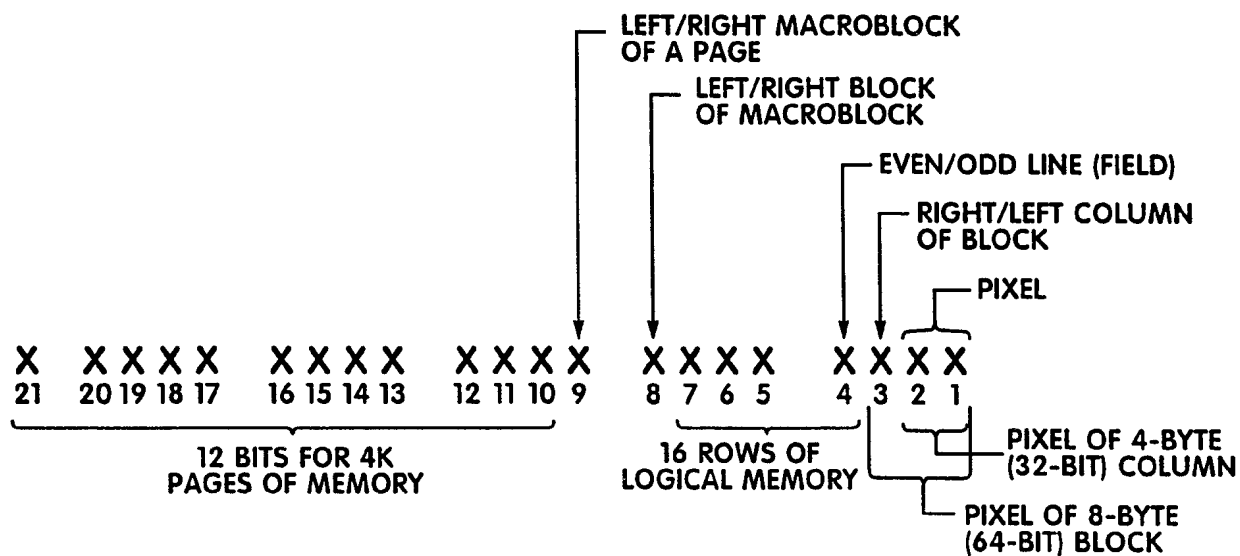 LEFT/RIGHT MACROBLOCK
OF A PAGE
LEFT/RIGHT BLOCK
OF MACROBLOCK
EVEN/ODD LINE (FIELD)
RIGHT/LEFT COLUMN
OF BLOCK
PIXEL
X X X X X X X X X X X X X X X X X X X X X
21 20 19 18 17 16 15 14 13 12 11 10 9 8 7 6 5 4 3 2 1
12 BITS FOR 4K
PAGES OF MEMORY
16 ROWS OF
LOGICAL MEMORY
PIXEL OF 4-BYTE
(32-BIT) COLUMN
PIXEL OF 8-BYTE
(64-BIT) BLOCK